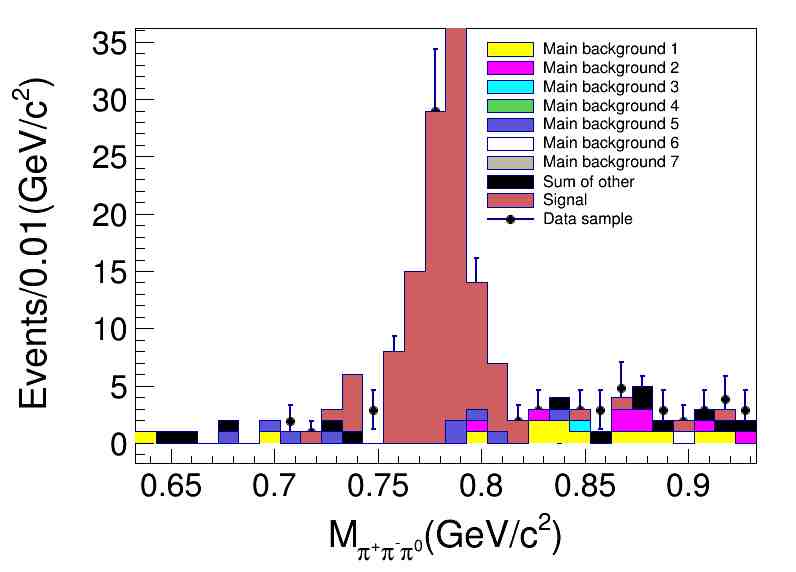 Events/0.01(GeV/c²)
35
30
25
20
15
10
5
0
Main background 1
Main background 2
Main background 3
Main background 4
Main background 5
Main background 6
Main background 7
Sum of other
Signal
Data sample
0.65 0.7 0.75 0.8 0.85 0.9
M_π⁺π⁻π⁰(GeV/c²)